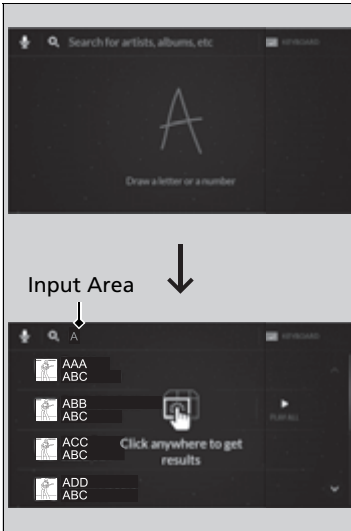 Search for artists, albums, etc
KEYBOARD
A
Draw a letter or a number
Input Area
A
KEYBOARD
AAA
ABC
ABB
ABC
PLAY ALL
ACC
ABC
Click anywhere to get
results
ADD
ABC